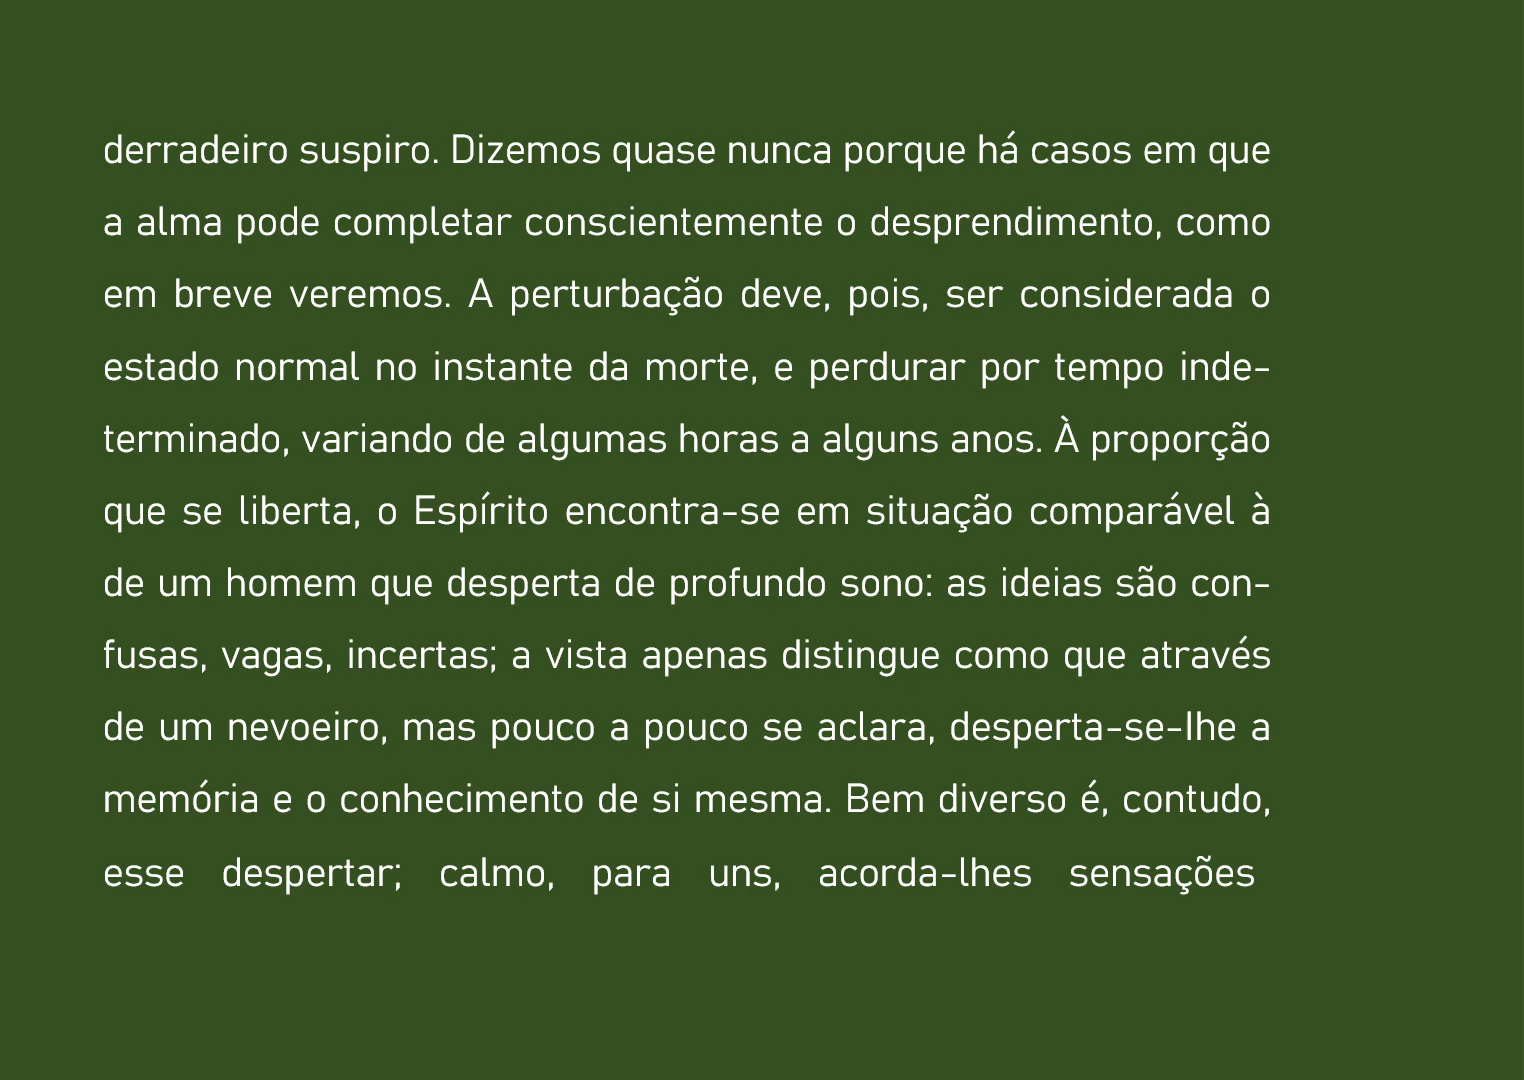 derradeiro suspiro. Dizemos quase nunca porque há casos em que
a alma pode completar conscientemente o desprendimento, como
em breve veremos. A perturbação deve, pois, ser considerada o
estado normal no instante da morte, e perdurar por tempo inde-
terminado, variando de algumas horas a alguns anos. À proporção
que se liberta, o Espírito encontra-se em situação comparável à
de um homem que desperta de profundo sono: as ideias são con-
fusas, vagas, incertas; a vista apenas distingue como que através
de um nevoeiro, mas pouco a pouco se aclara, desperta-se-lhe a
memória e o conhecimento de si mesma. Bem diverso é, contudo,
esse despertar; calmo, para uns, acorda-lhes sensações